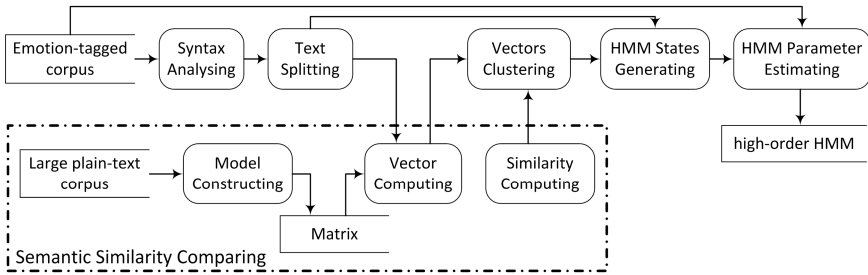 Emotion-tagged
corpus
Syntax
Analysing
Text
Splitting
Vectors
Clustering
HMM States
Generating
HMM Parameter
Estimating
high-order HMM
Large plain-text
corpus
Model
Constructing
Vector
Computing
Similarity
Computing
Matrix
Semantic Similarity Comparing